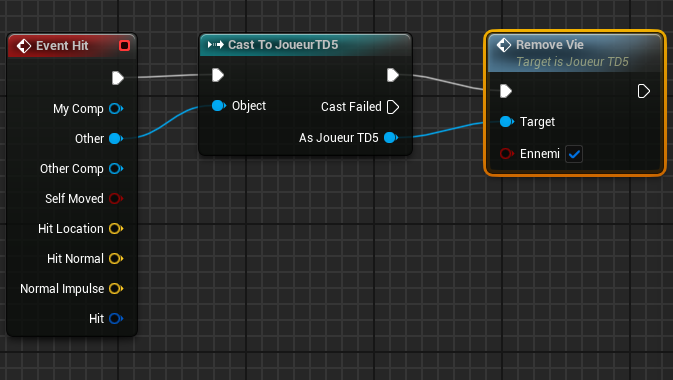 Event Hit
My Comp
Other
Other Comp
Self Moved
Hit Location
Hit Normal
Normal Impulse
Hit
Cast To JoueurTD5
Object
Cast Failed
As Joueur TD5
Remove Vie
Target is Joueur TD5
Target
Ennemi